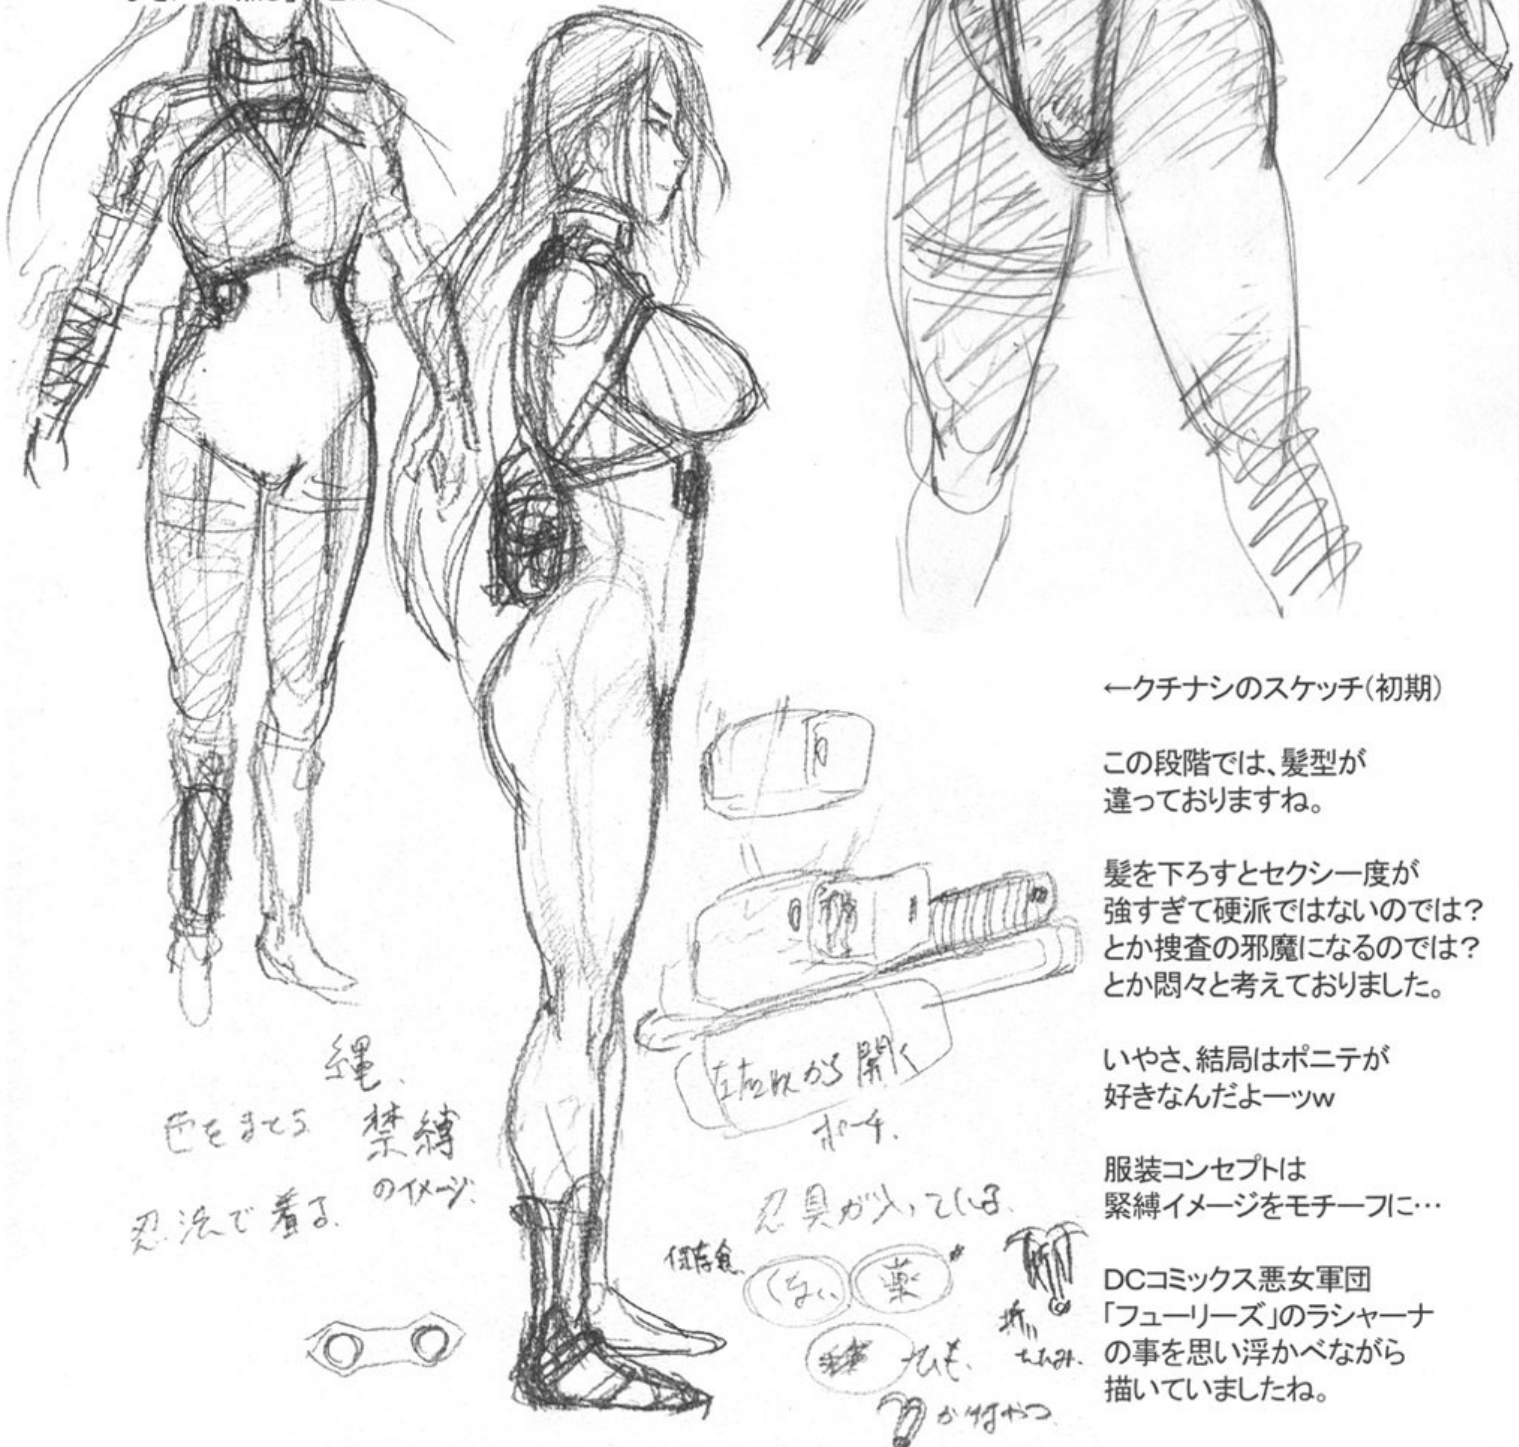 ←クチナシのスケッチ(初期)
この段階では、髪型が
違っておりますね。
髪を下ろすとセクシー度が
強すぎて硬派ではないのでは?
とか捜査の邪魔になるのでは?
とか悶々と考えておりました。
いやさ、結局はポニテが
好きなんだよーッw
服装コンセプトは
緊縛イメージをモチーフに…
DCコミックス悪女軍団
「フューリーズ」のラシャーナ
の事を思い浮かべながら
描いていましたね。
縄、
禁縛
のイメージ.
忍法で着る.
から開く
ポーチ.
忍具が入っている.
保存食
くない
薬
ひも.